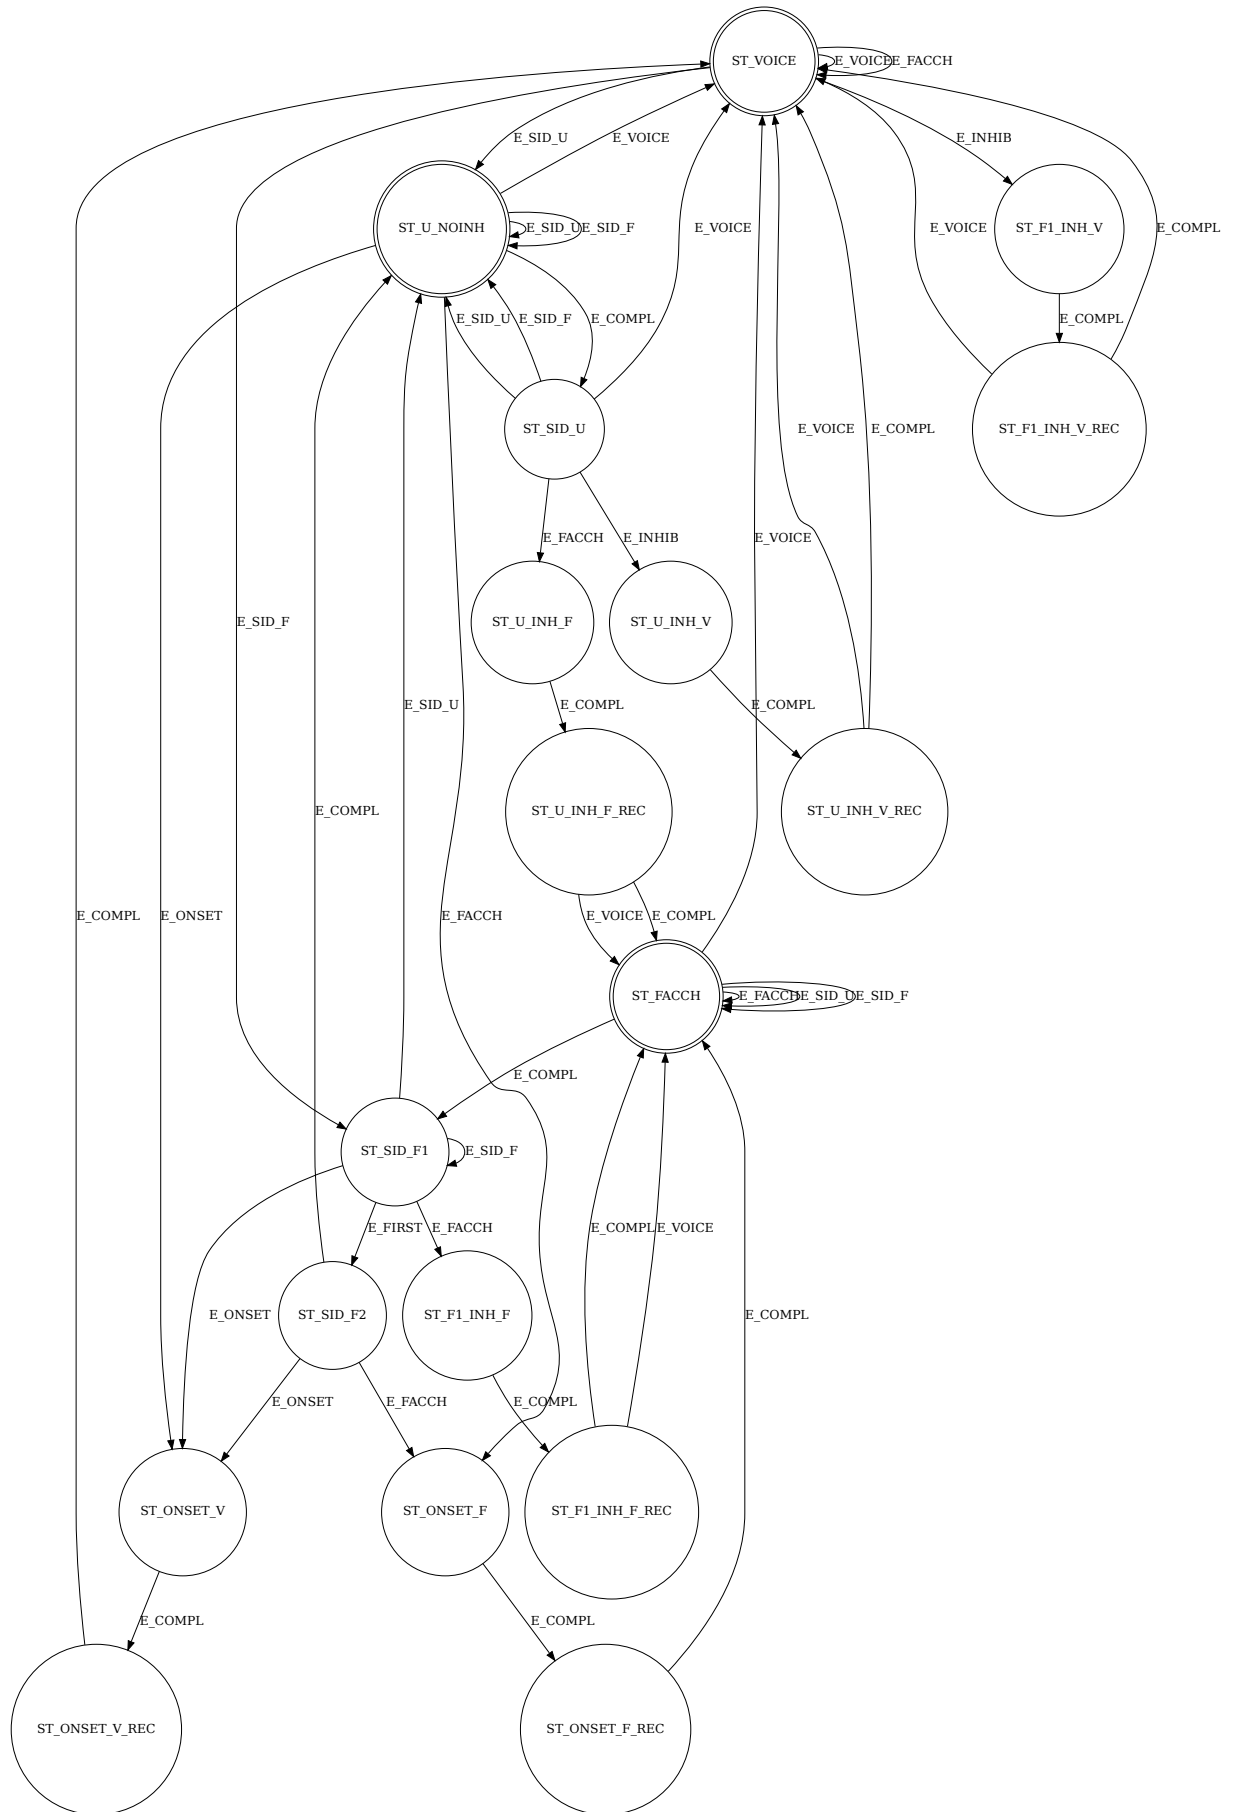 ST_VOICE
E_VOICE
E_FACCH
E_SID_U
E_VOICE
E_INHIB
ST_U_NOINH
E_SID_U
E_SID_F
E_VOICE
ST_F1_INH_V
E_VOICE
E_COMPL
E_SID_U
E_SID_F
E_COMPL
E_COMPL
ST_SID_U
E_VOICE
E_COMPL
ST_F1_INH_V_REC
E_FACCH
E_INHIB
E_VOICE
E_SID_F
ST_U_INH_F
ST_U_INH_V
E_SID_U
E_COMPL
E_COMPL
E_COMPL
ST_U_INH_F_REC
ST_U_INH_V_REC
E_COMPL
E_ONSET
E_FACCH
E_VOICE
E_COMPL
ST_FACCH
E_FACCH
E_SID_U
E_SID_F
E_COMPL
ST_SID_F1
E_SID_F
E_FIRST
E_FACCH
E_COMPL
E_VOICE
E_ONSET
ST_SID_F2
ST_F1_INH_F
E_COMPL
E_ONSET
E_FACCH
E_COMPL
ST_ONSET_V
ST_ONSET_F
ST_F1_INH_F_REC
E_COMPL
E_COMPL
ST_ONSET_V_REC
ST_ONSET_F_REC